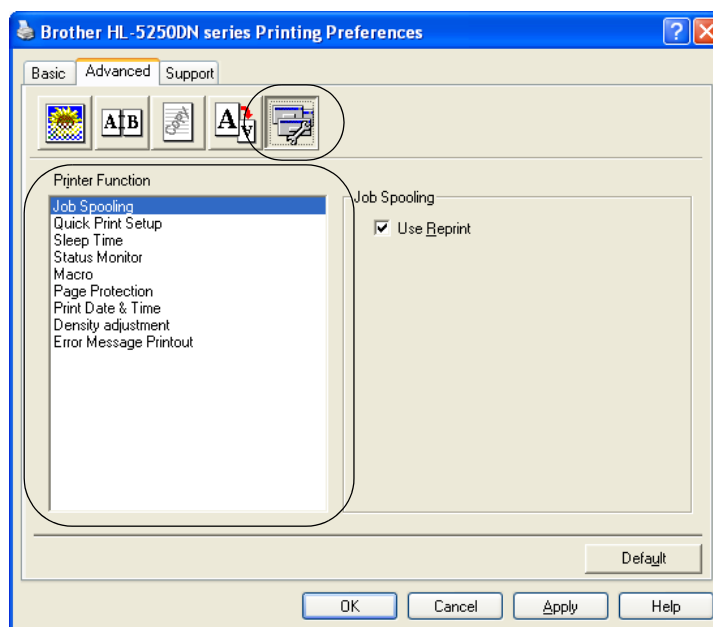 Brother HL-5250DN series Printing Preferences
Basic Advanced Support
Printer Function
Job Spooling
Quick Print Setup
Sleep Time
Status Monitor
Macro
Page Protection
Print Date & Time
Density adjustment
Error Message Printout
Job Spooling
Use Reprint
Default
OK Cancel Apply Help